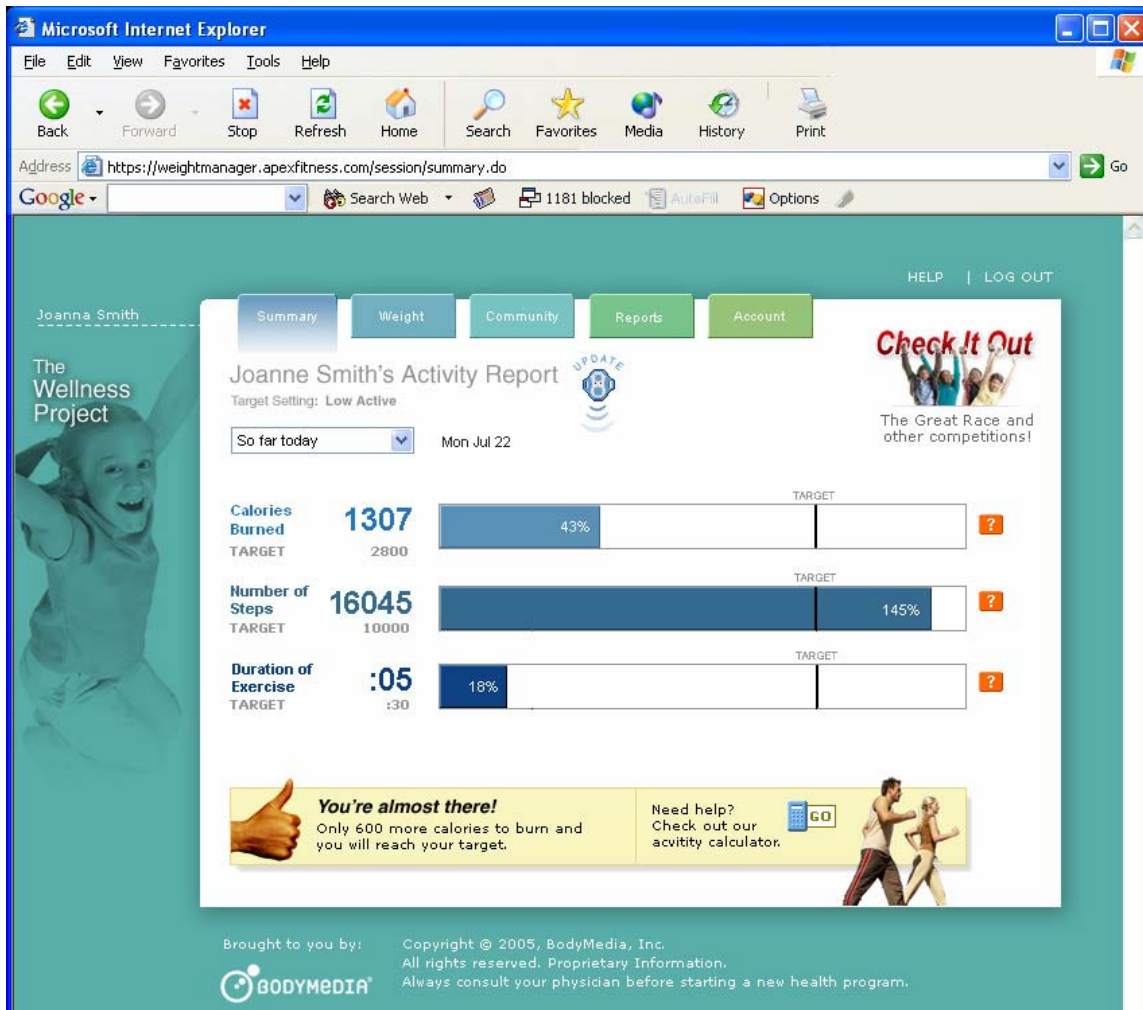 Microsoft Internet Explorer
File Edit View Favorites Tools Help
Back Forward Stop Refresh Home Search Favorites Media History Print
Address https://weightmanager.apexfitness.com/session/summary.do Go
Google Search Web 1181 blocked AutoFill Options
HELP | LOG OUT
Joanna Smith
Summary Weight Community Reports Account
The
Wellness
Project
Joanne Smith's Activity Report
UPDATE
Target Setting: Low Active
So far today Mon Jul 22
Check It Out
The Great Race and
other competitions!
TARGET
Calories
Burned 1307 43% ?
TARGET 2800
TARGET
Number of
Steps 16045 145% ?
TARGET 10000
TARGET
Duration of
Exercise :05 18% ?
TARGET :30
You're almost there!
Only 600 more calories to burn and
you will reach your target.
Need help?
Check out our
acvitity calculator.
GO
Brought to you by:
BODYMEDIA®
Copyright © 2005, BodyMedia, Inc.
All rights reserved. Proprietary Information.
Always consult your physician before starting a new health program.